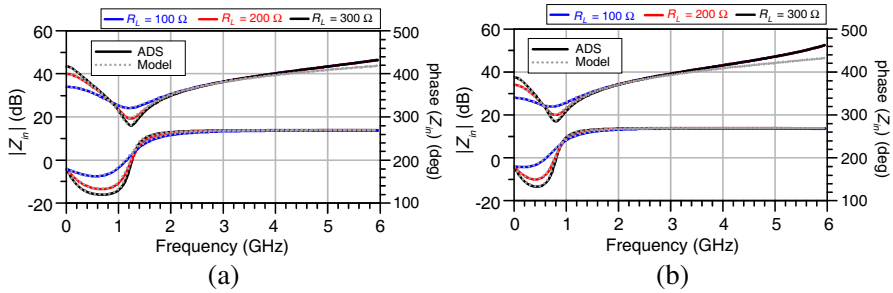 R_L = 100 Ω R_L = 200 Ω R_L = 300 Ω
ADS
Model
60
40
20
0
-20
|Z_in| (dB)
500
400
300
200
100
phase (Z_in) (deg)
0 1 2 3 4 5 6
Frequency (GHz)
(a)
R_L = 100 Ω R_L = 200 Ω R_L = 300 Ω
ADS
Model
60
40
20
0
-20
|Z_in| (dB)
500
400
300
200
100
phase (Z_in) (deg)
0 1 2 3 4 5 6
Frequency (GHz)
(b)